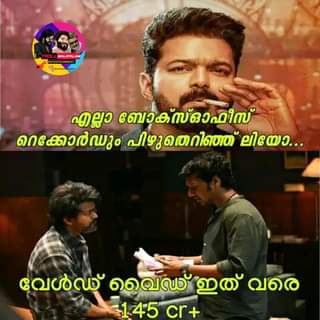 എല്ലാ ബോക്സ്ഓഫീസ്
റെക്കോർഡും പിഴുതെറിഞ്ഞ് ലിയോ...
വേൾഡ് വൈഡ് ഇത് വരെ
145 cr+